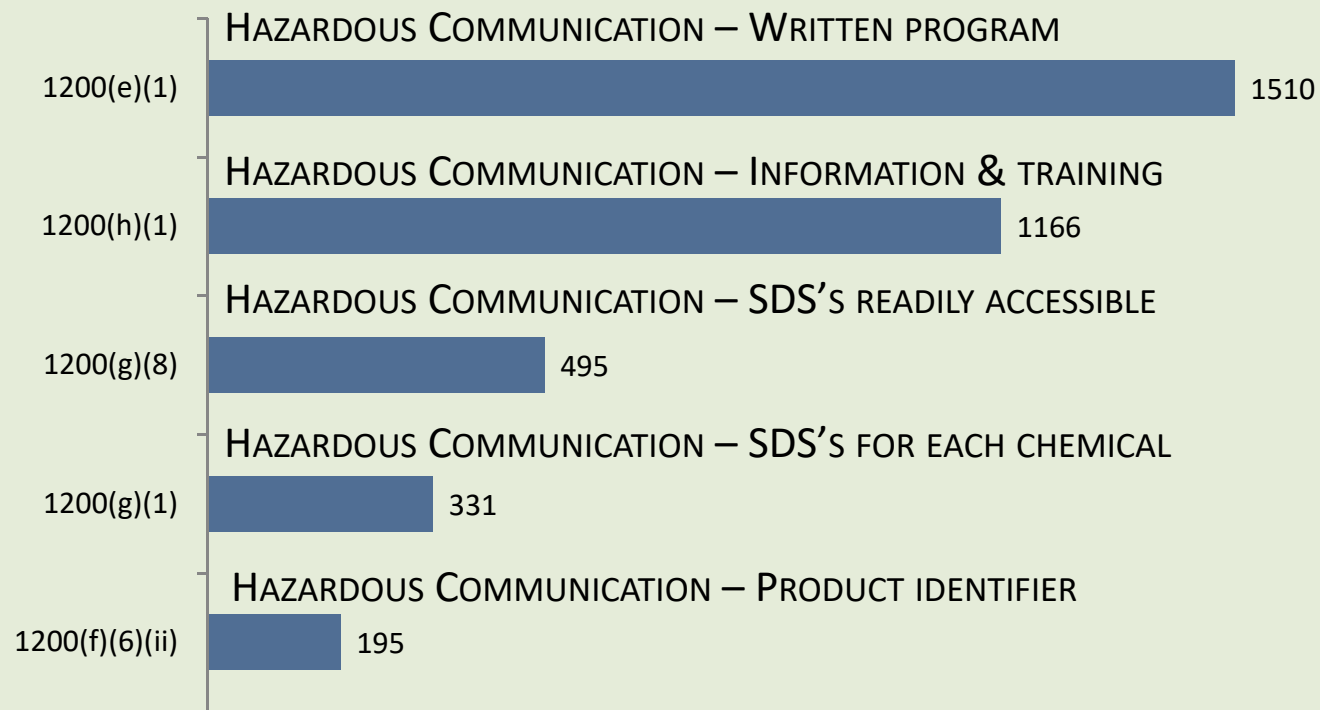 Hazardous Communication – Written program
1200(e)(1)
1510
Hazardous Communication – Information & training
1200(h)(1)
1166
Hazardous Communication – SDS’s readily accessible
1200(g)(8)
495
Hazardous Communication – SDS’s for each chemical
1200(g)(1)
331
Hazardous Communication – Product identifier
1200(f)(6)(ii)
195